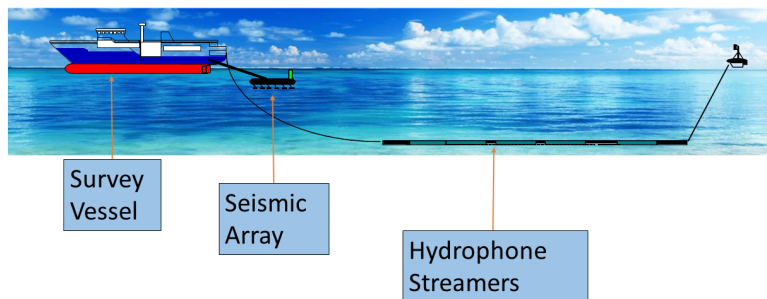 Survey
Vessel
Seismic
Array
Hydrophone
Streamers